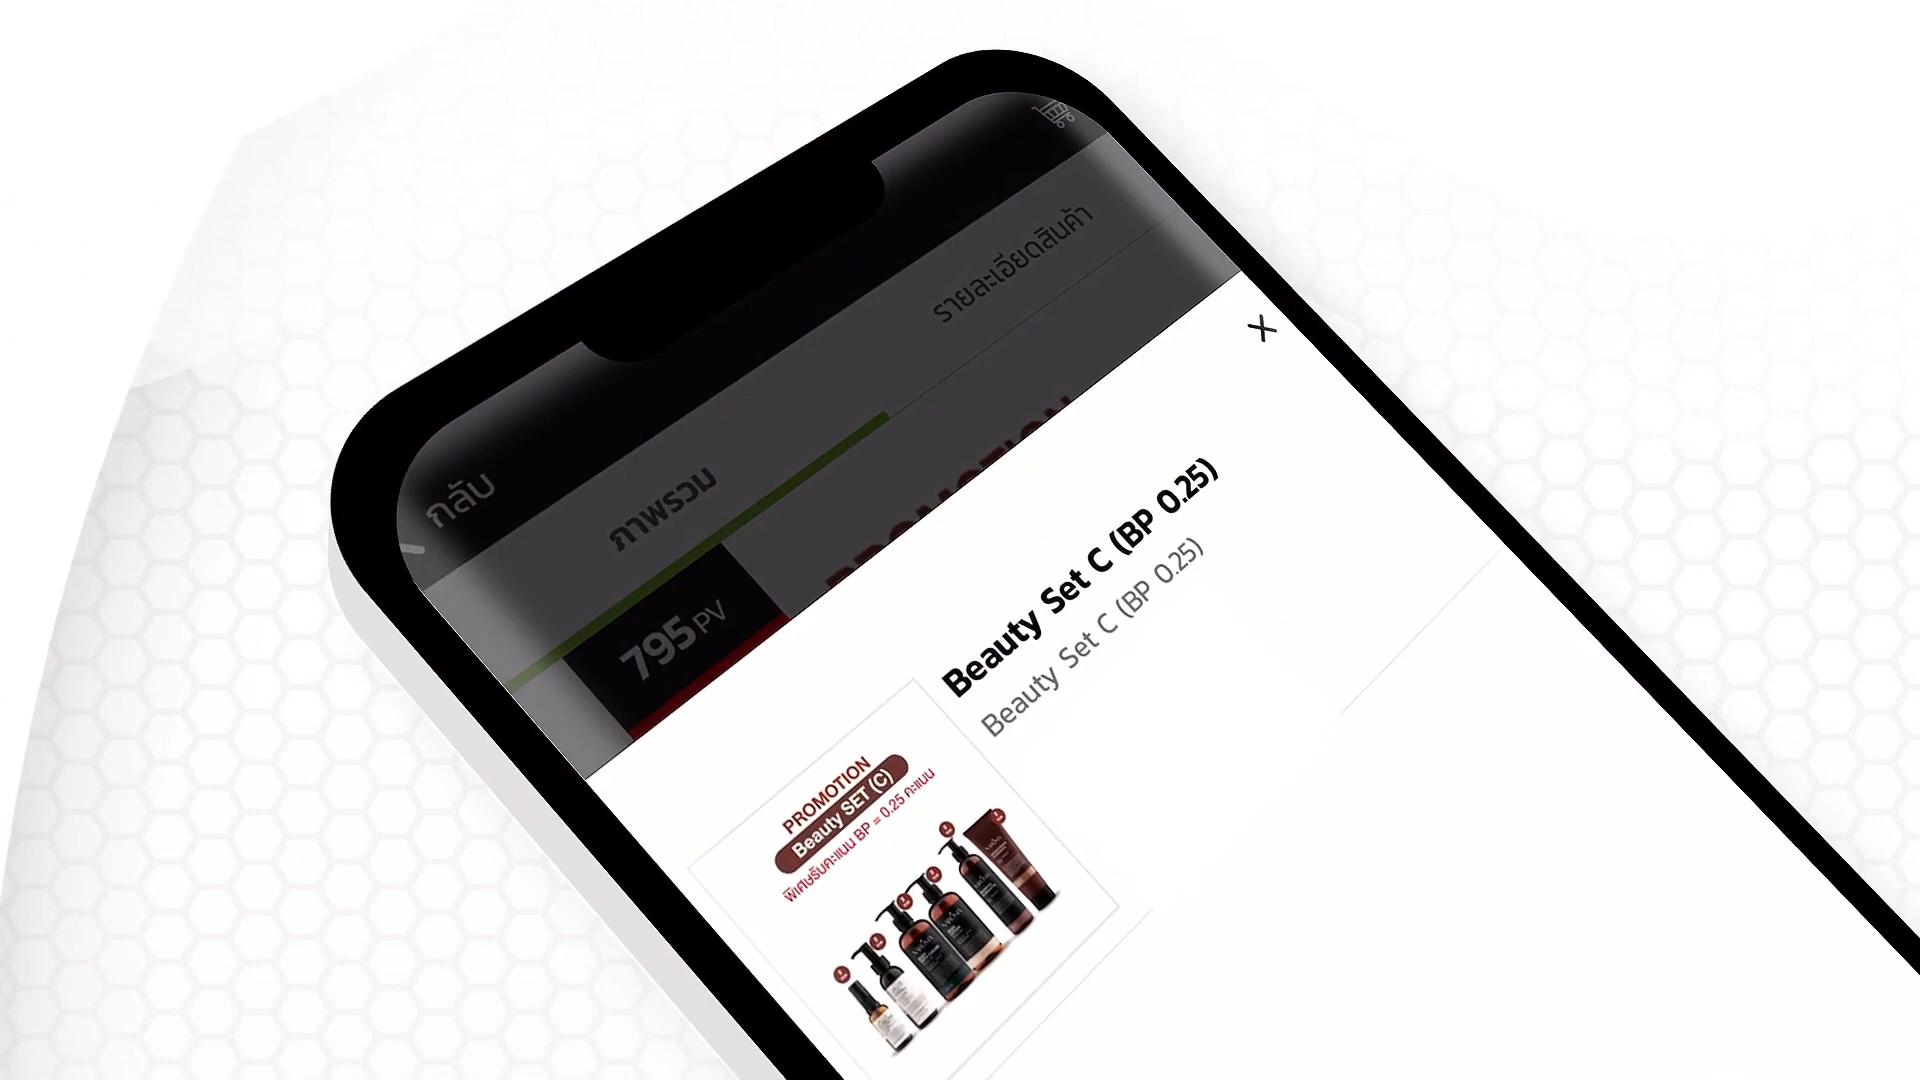 กลับ
ภาพรวม
รายละเอียดสินค้า
795 PV
PROMOTION
Beauty Set C (BP 0.25)
Beauty Set C (BP 0.25)
PROMOTION
Beauty SET (C)
พิเศษรับคะแนน BP = 0.25 คะแนน